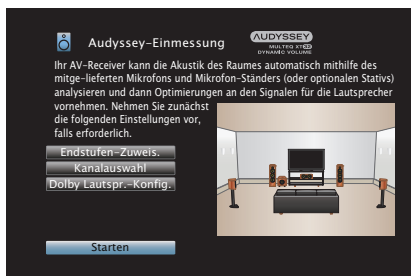 Audyssey-Einmessung
AUDYSSEY
MULTEQ XT32
DYNAMIC VOLUME
Ihr AV-Receiver kann die Akustik des Raumes automatisch mithilfe des
mitge-lieferten Mikrofons und Mikrofon-Ständers (oder optionalen Stativs)
analysieren und dann Optimierungen an den Signalen für die Lautsprecher
vornehmen. Nehmen Sie zunächst
die folgenden Einstellungen vor,
falls erforderlich.
Endstufen-Zuweis.
Kanalauswahl
Dolby Lautspr.-Konfig.
Starten